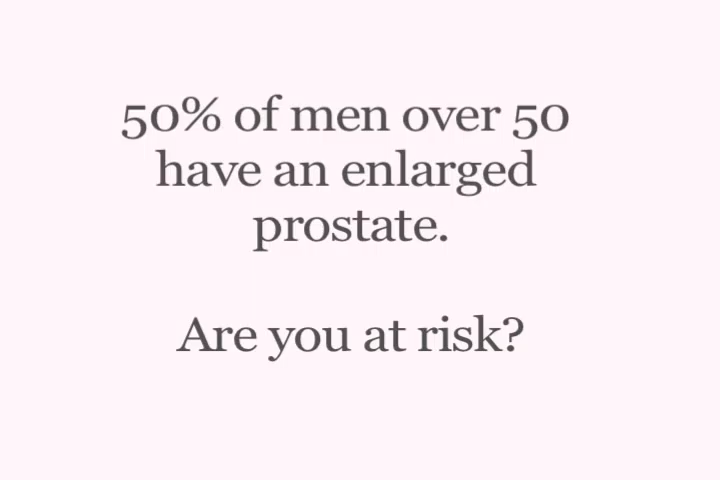 50% of men over 50
have an enlarged
prostate.
Are you at risk?